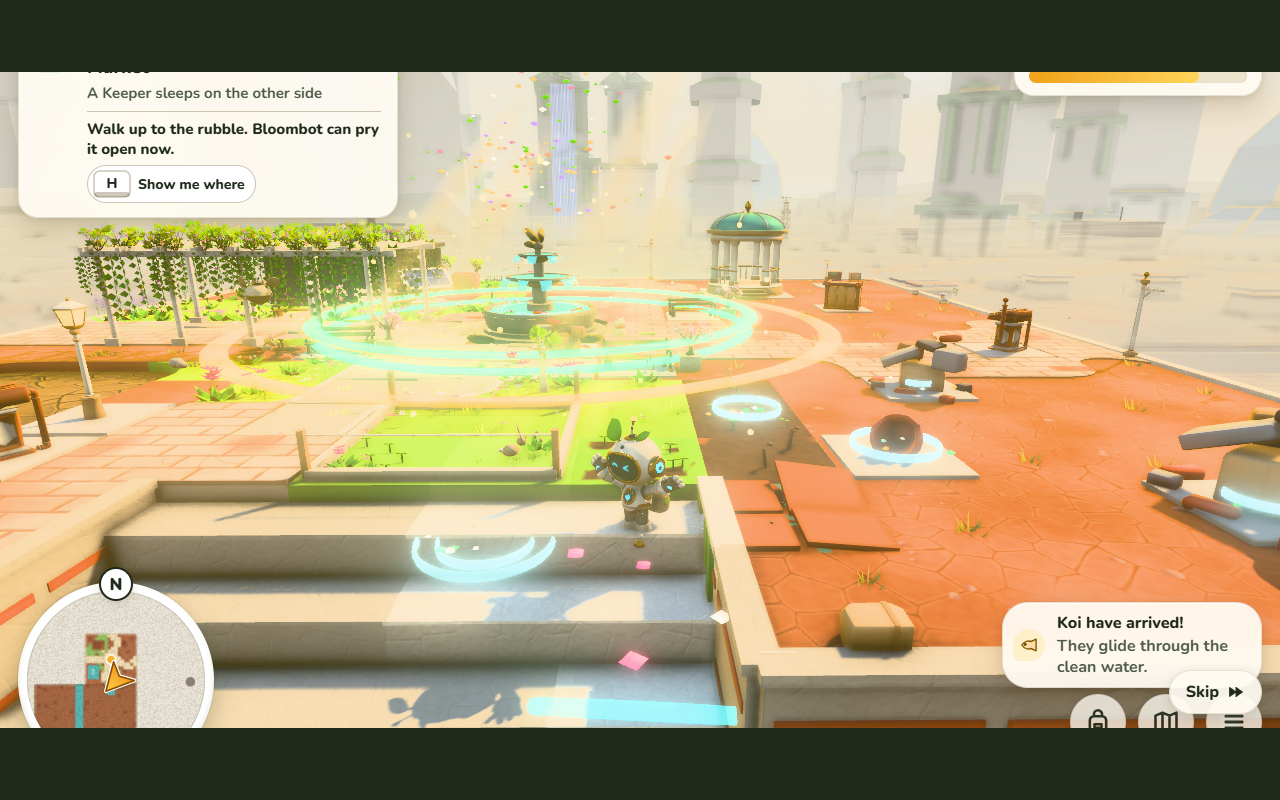 A Keeper sleeps on the other side
Walk up to the rubble. Bloombot can pry
it open now.
H Show me where
N
Koi have arrived!
They glide through the
clean water.
Skip